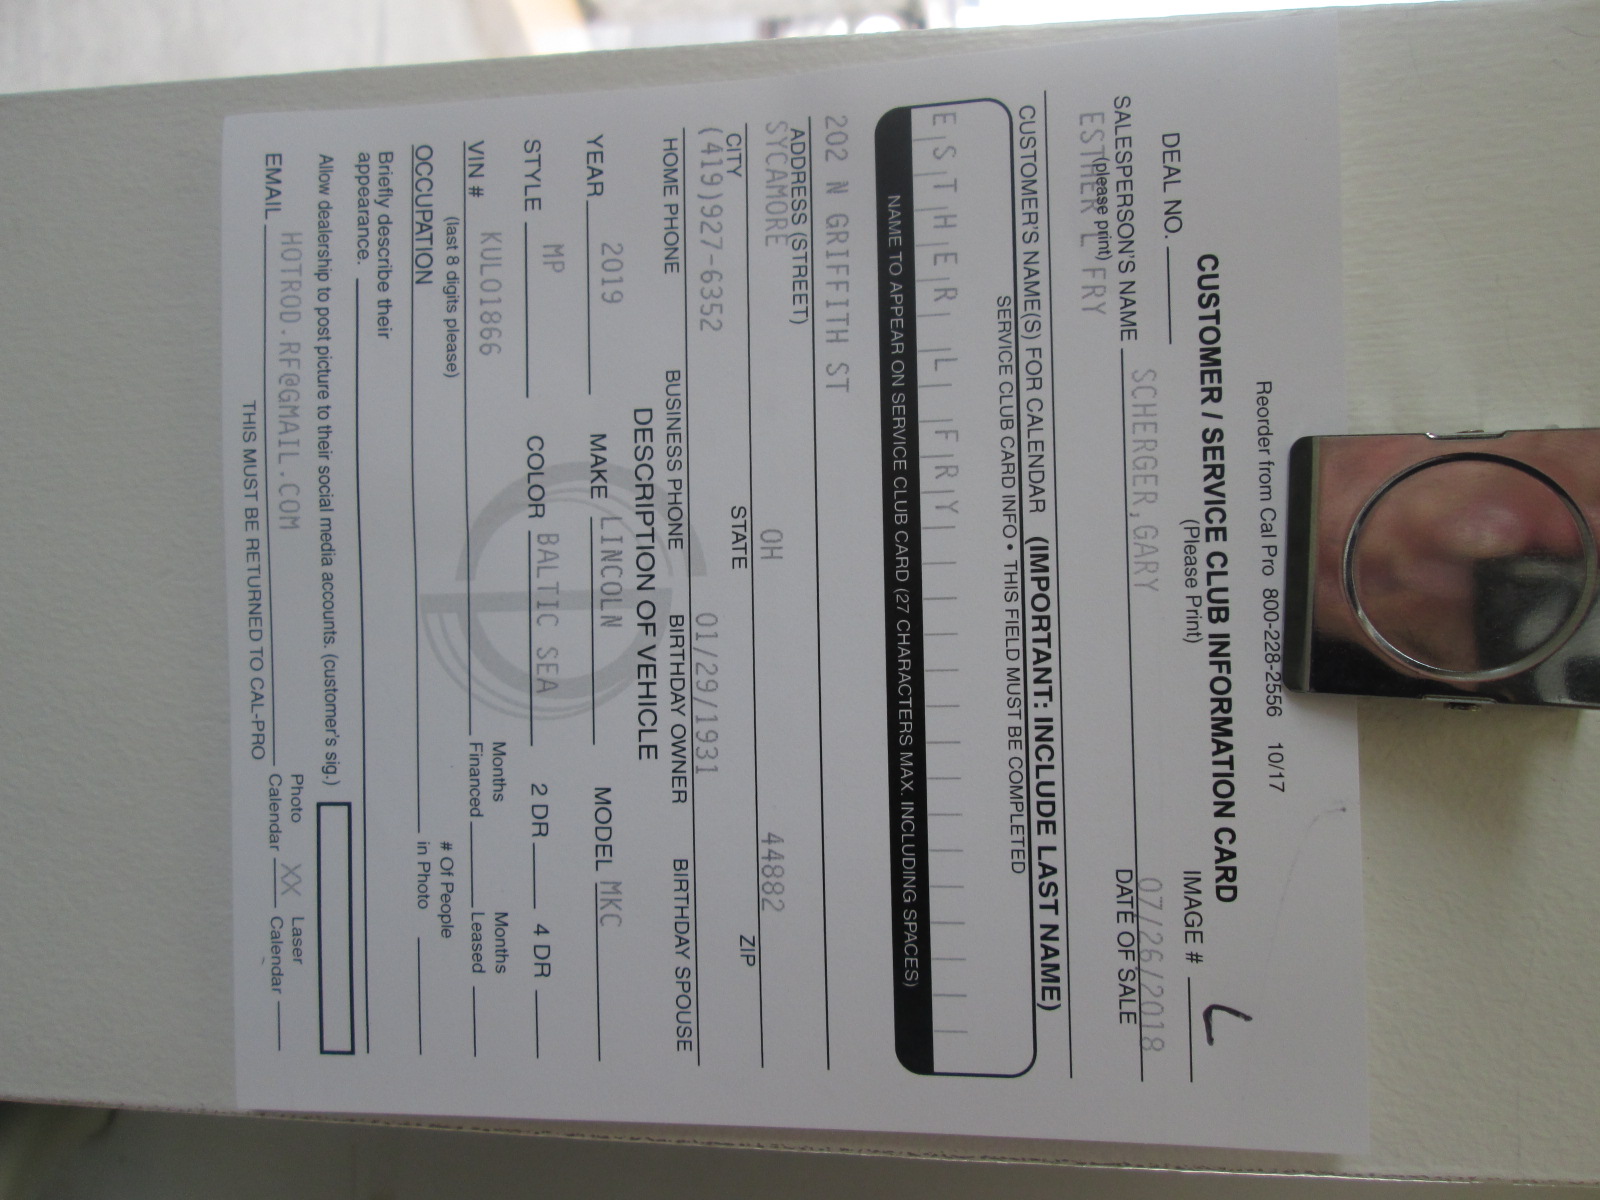 Reorder from Cal Pro 800-228-2556 10/17
CUSTOMER / SERVICE CLUB INFORMATION CARD
(Please Print)
DEAL NO.
IMAGE # L
SCHERGER,GARY 07/26/2018
SALESPERSON'S NAME DATE OF SALE
(please print)
ESTHER L FRY
CUSTOMER'S NAME(S) FOR CALENDAR (IMPORTANT: INCLUDE LAST NAME)
SERVICE CLUB CARD INFO • THIS FIELD MUST BE COMPLETED
ESTHER L FRY
NAME TO APPEAR ON SERVICE CLUB CARD (27 CHARACTERS MAX. INCLUDING SPACES)
202 N GRIFFITH ST
ADDRESS (STREET)
SYCAMORE OH 44882
CITY STATE ZIP
(419)927-6352 01/29/1931
HOME PHONE BUSINESS PHONE BIRTHDAY OWNER BIRTHDAY SPOUSE
DESCRIPTION OF VEHICLE
YEAR 2019 MAKE LINCOLN MODEL MKC
STYLE MP COLOR BALTIC SEA 2 DR 4 DR
VIN # KUL01866 Months Financed Months Leased
(last 8 digits please)
OCCUPATION # Of People in Photo
Briefly describe their
appearance.
Allow dealership to post picture to their social media accounts. (customer's sig.)
EMAIL HOTROD.RF@GMAIL.COM Photo Calendar XX Laser Calendar
THIS MUST BE RETURNED TO CAL-PRO